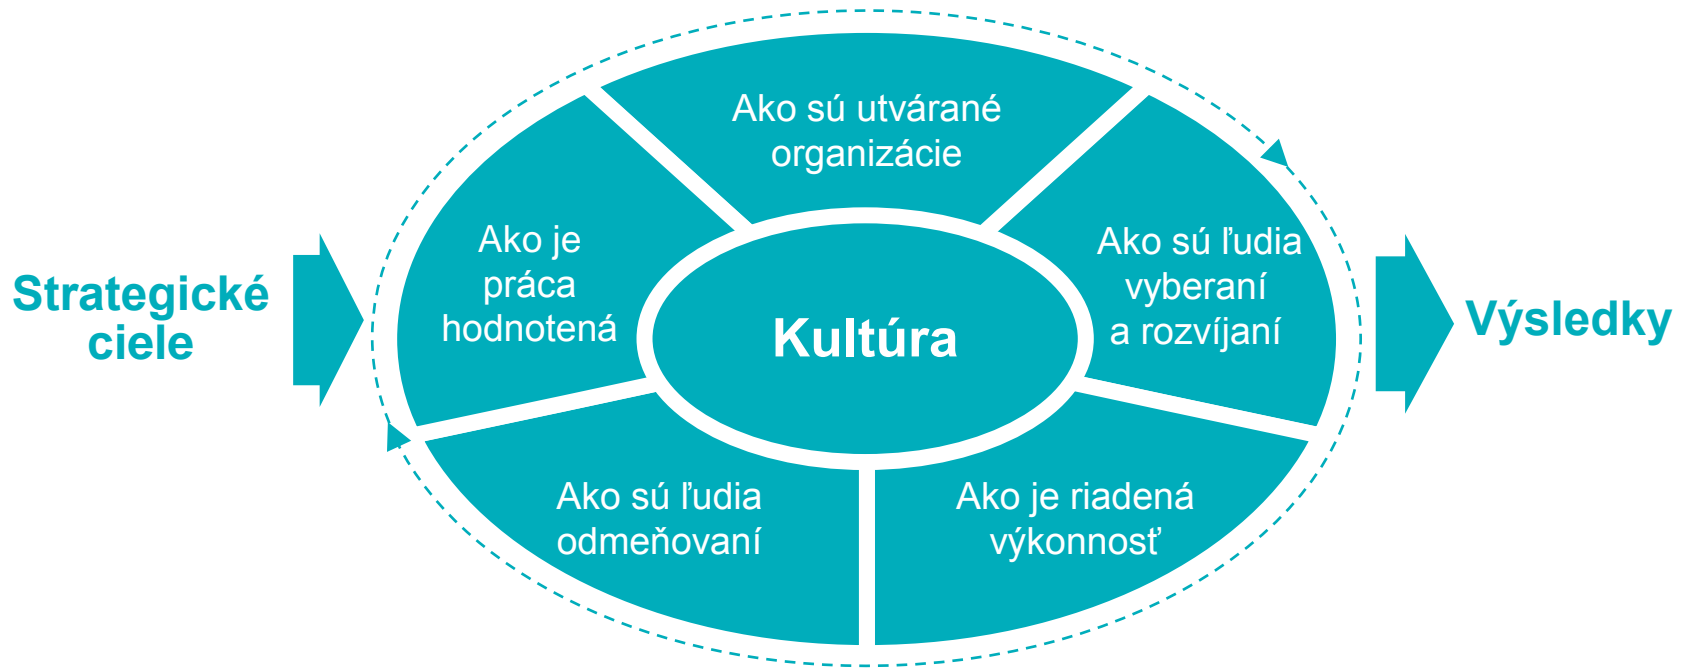 Strategické
ciele
Ako sú utvárané
organizácie
Ako je
práca
hodnotená
Ako sú ľudia
vyberaní
a rozvíjaní
Kultúra
Ako sú ľudia
odmeňovaní
Ako je riadená
výkonnosť
Výsledky